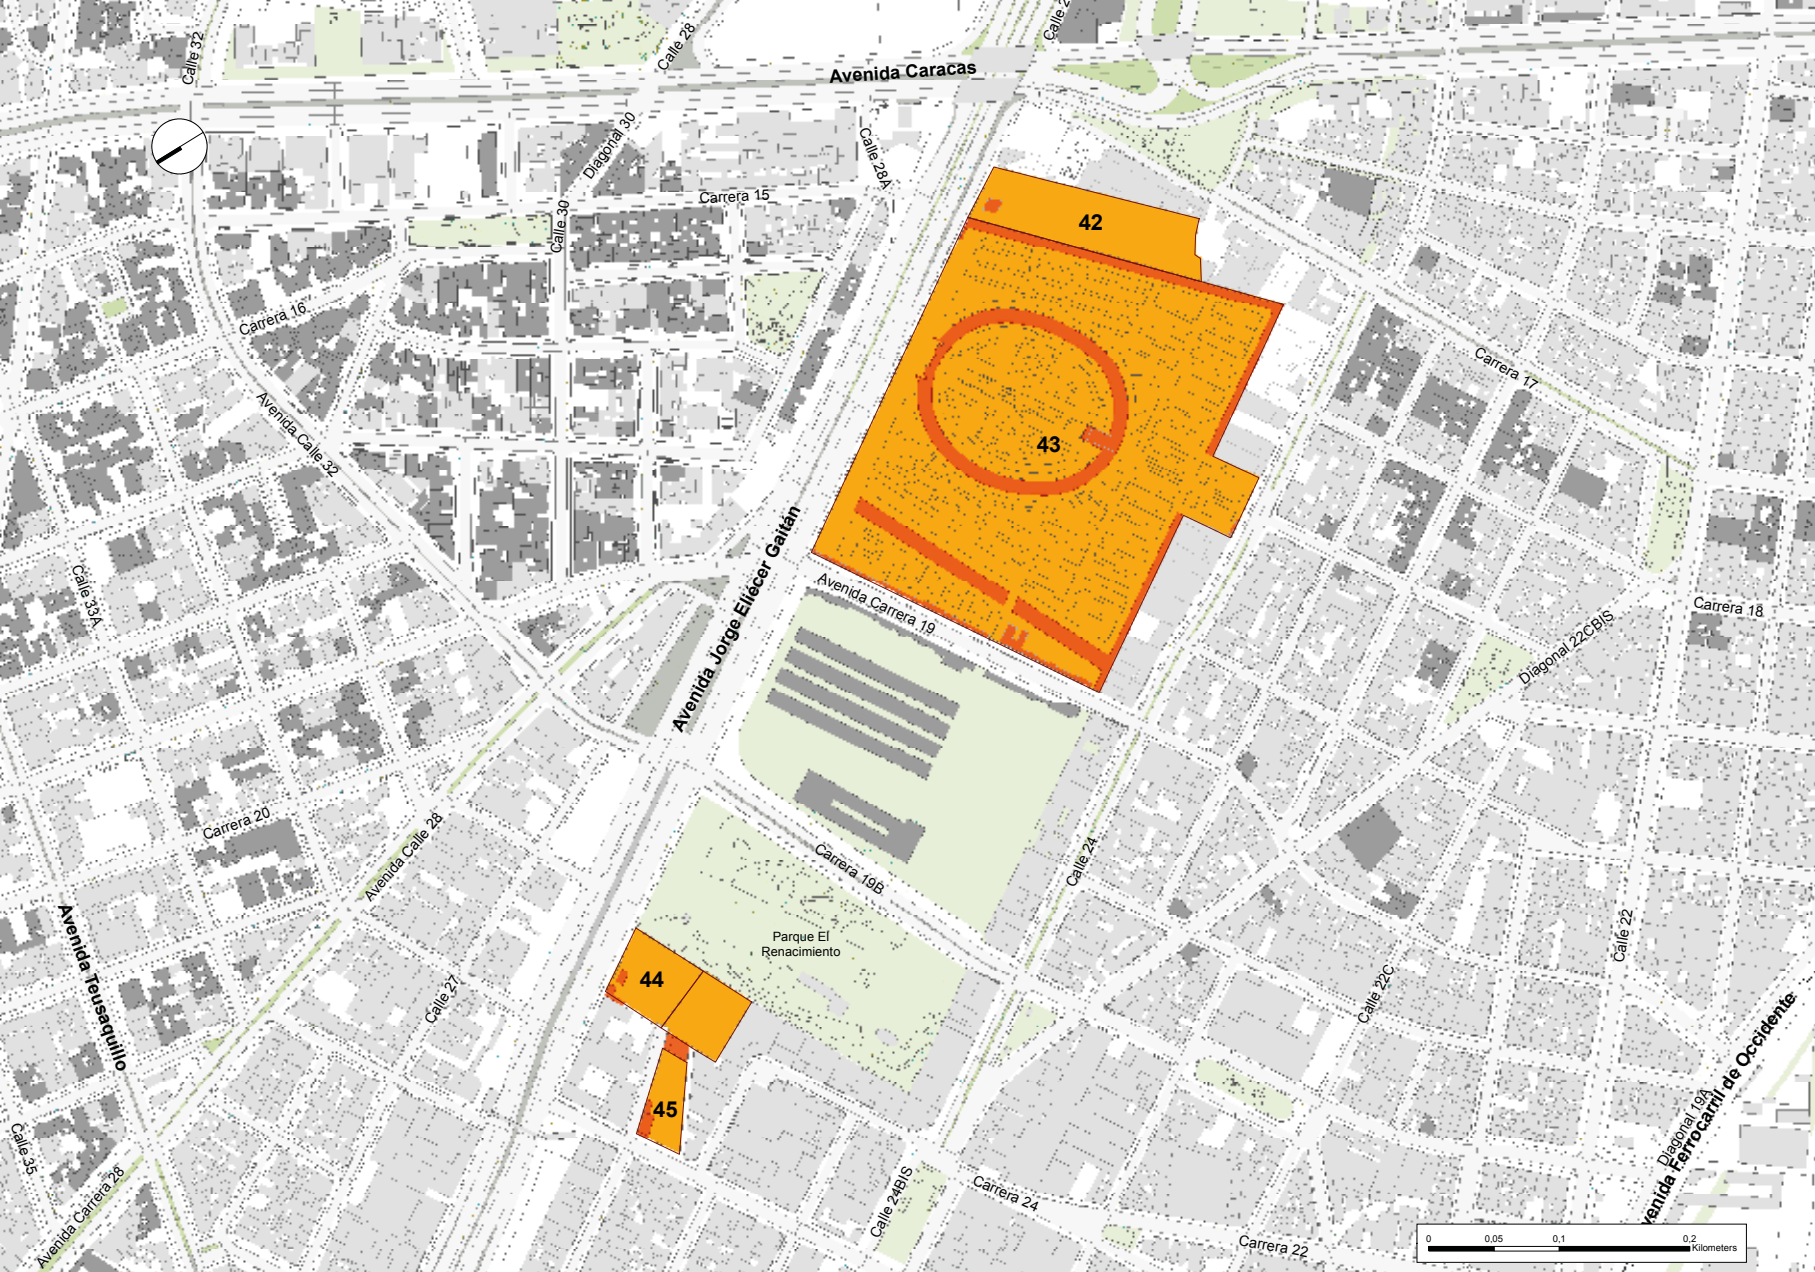 Calle 32
Calle 28
Calle 2
Avenida Caracas
Diagonal 30
Calle 28A
Carrera 15
Calle 30
42
Carrera 16
Carrera 17
Avenida Calle 32
43
Avenida Jorge Eliécer Gaitán
Calle 33A
Avenida Carrera 19
Carrera 18
Diagonal 22CBIS
Carrera 20
Avenida Calle 28
Carrera 19B
Calle 24
Avenida Teusaquillo
Parque El
Renacimiento
Calle 22
44
Calle 27
Calle 22C
45
Diagonal 19A
venida Ferrocarril de Occidente
Calle 35
Avenida Carrera 28
Calle 24BIS
Carrera 24
Carrera 22
0 0,05 0,1 0,2
Kilometers